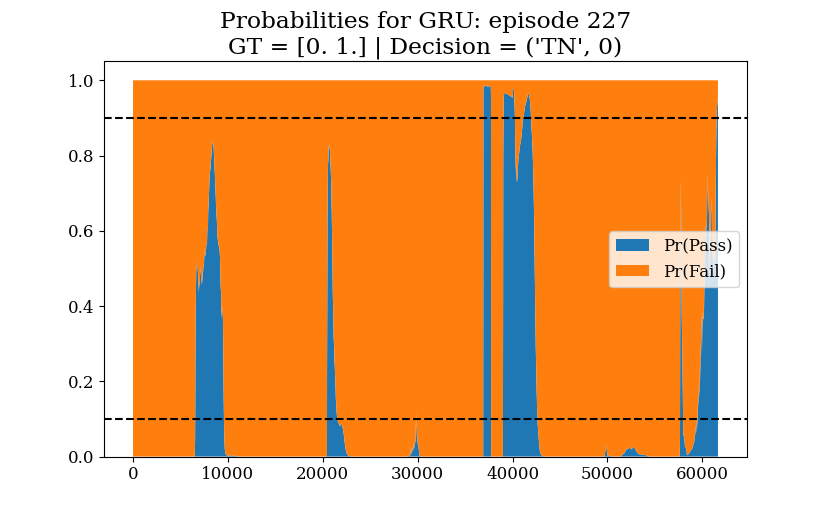 Probabilities for GRU: episode 227
GT = [0. 1.] | Decision = ('TN', 0)
1.0
0.8
0.6
0.4
0.2
0.0
Pr(Pass)
Pr(Fail)
0 10000 20000 30000 40000 50000 60000